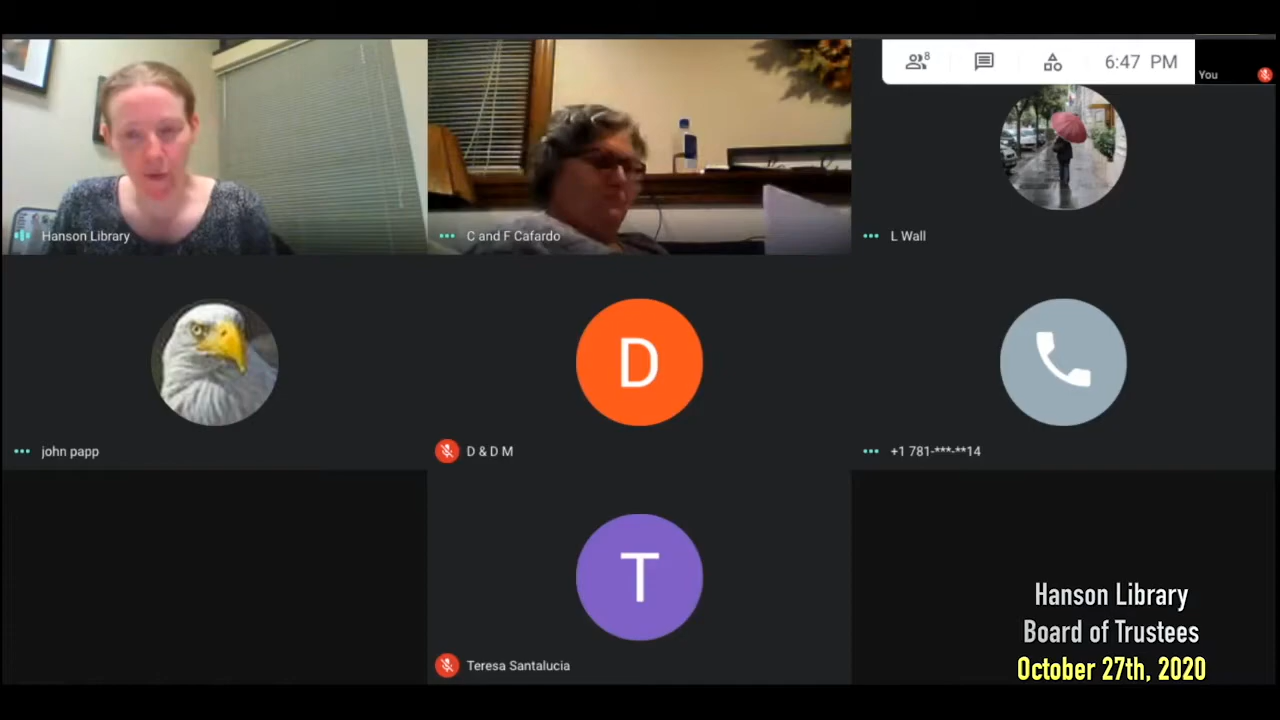 8
6:47 PM
You
Hanson Library
C and F Cafardo
L Wall
john papp
D
D & D M
+1 781-***-**14
T
Teresa Santalucia
Hanson Library
Board of Trustees
October 27th, 2020